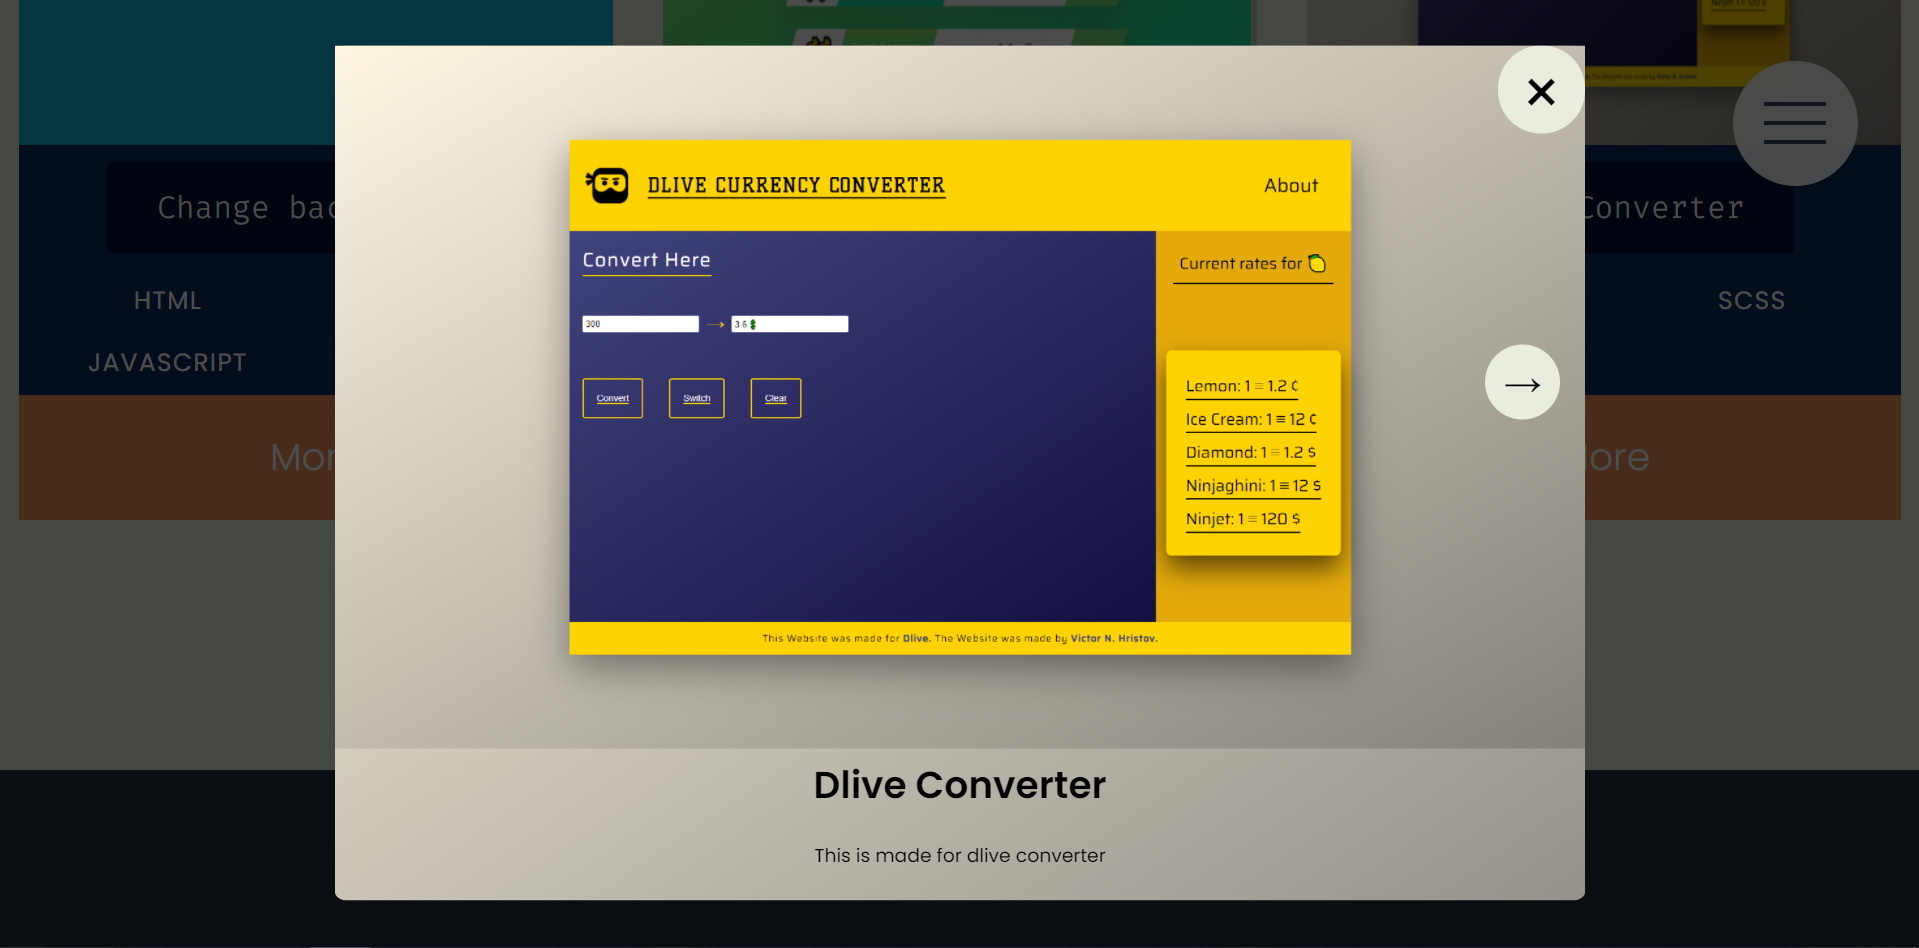 Ninjet: 1 ≡ 120 $
DLIVE CURRENCY CONVERTER
About
Convert Here
Current rates for
300
3.6
Convert
Switch
Clear
Lemon: 1 ≡ 1.2 ¢
Ice Cream: 1 ≡ 12 ¢
Diamond: 1 ≡ 1.2 $
Ninjaghini: 1 ≡ 12 $
Ninjet: 1 ≡ 120 $
This Website was made for Dlive. The Website was made by Victor N. Hristov.
Change bac
Converter
HTML
SCSS
JAVASCRIPT
Mor
ore
Dlive Converter
This is made for dlive converter